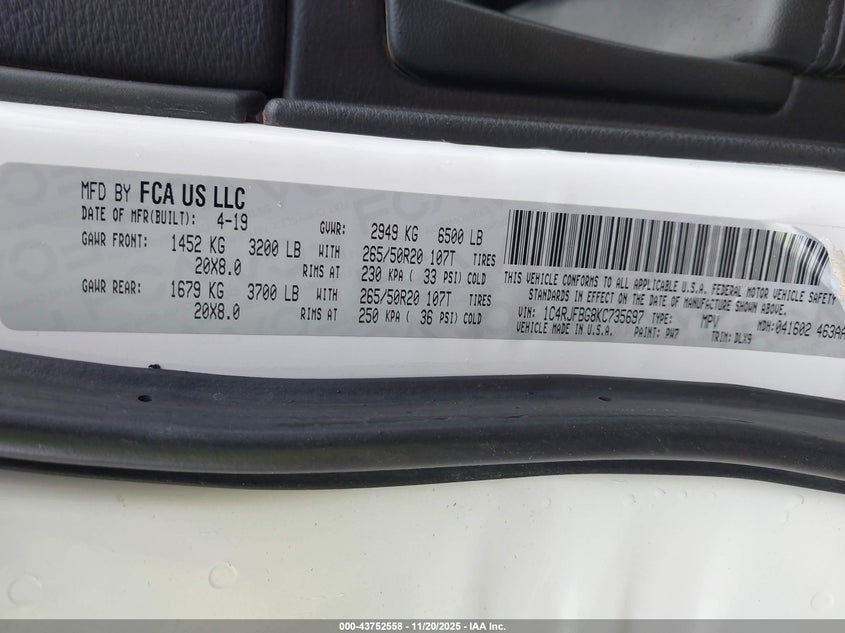 MFD BY FCA US LLC
DATE OF MFR(BUILT): 4-19 GVWR: 2949 KG 6500 LB
GAWR FRONT: 1452 KG 3200 LB WITH 265/50R20 107T TIRES
20X8.0 RIMS AT 230 KPA ( 33 PSI) COLD
GAWR REAR: 1679 KG 3700 LB WITH 265/50R20 107T TIRES
20X8.0 RIMS AT 250 KPA ( 36 PSI) COLD
THIS VEHICLE CONFORMS TO ALL APPLICABLE U.S.A. FEDERAL MOTOR VEHICLE SAFETY
STANDARDS IN EFFECT ON THE DATE OF MANUFACTURE SHOWN ABOVE.
VIN: 1C4RJFBG8KC735697 TYPE: MPV MDH: 041602 463AA
VEHICLE MADE IN U.S.A. PAINT: PW7 TRIM: DLX9
000-43752558 - 11/20/2025 - IAA Inc.